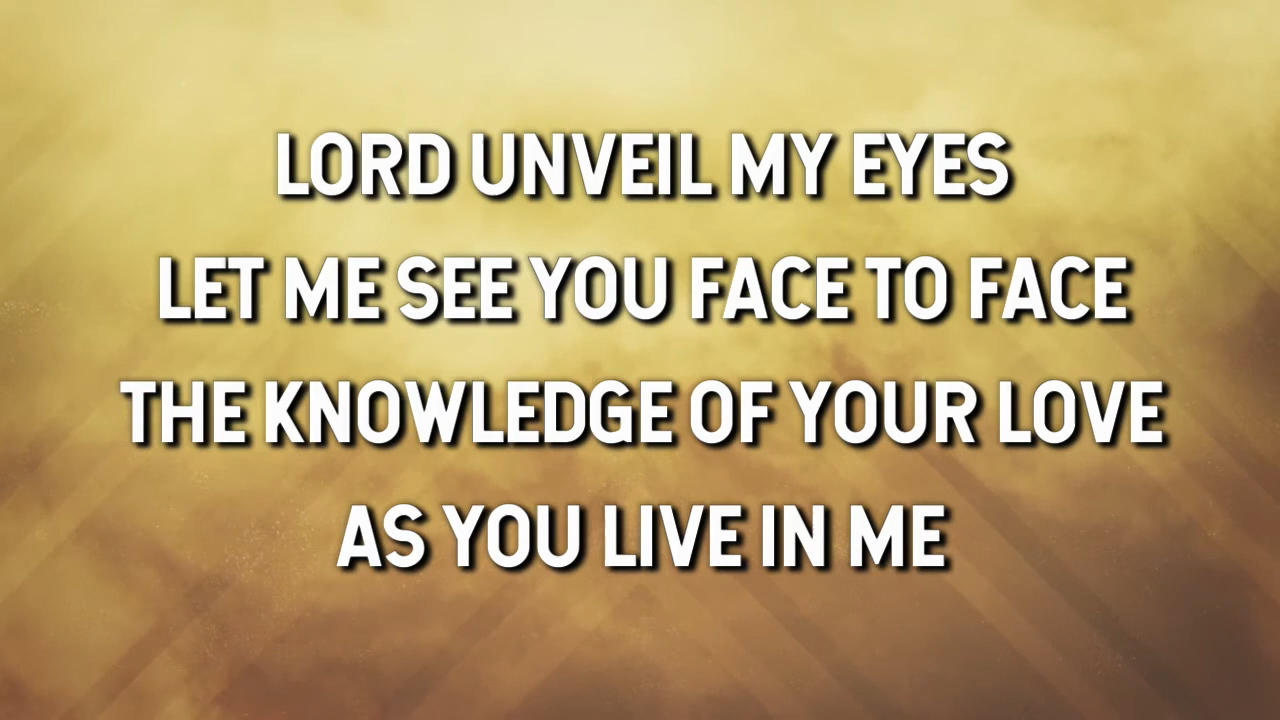 LORD UNVEIL MY EYES
LET ME SEE YOU FACE TO FACE
THE KNOWLEDGE OF YOUR LOVE
AS YOU LIVE IN ME